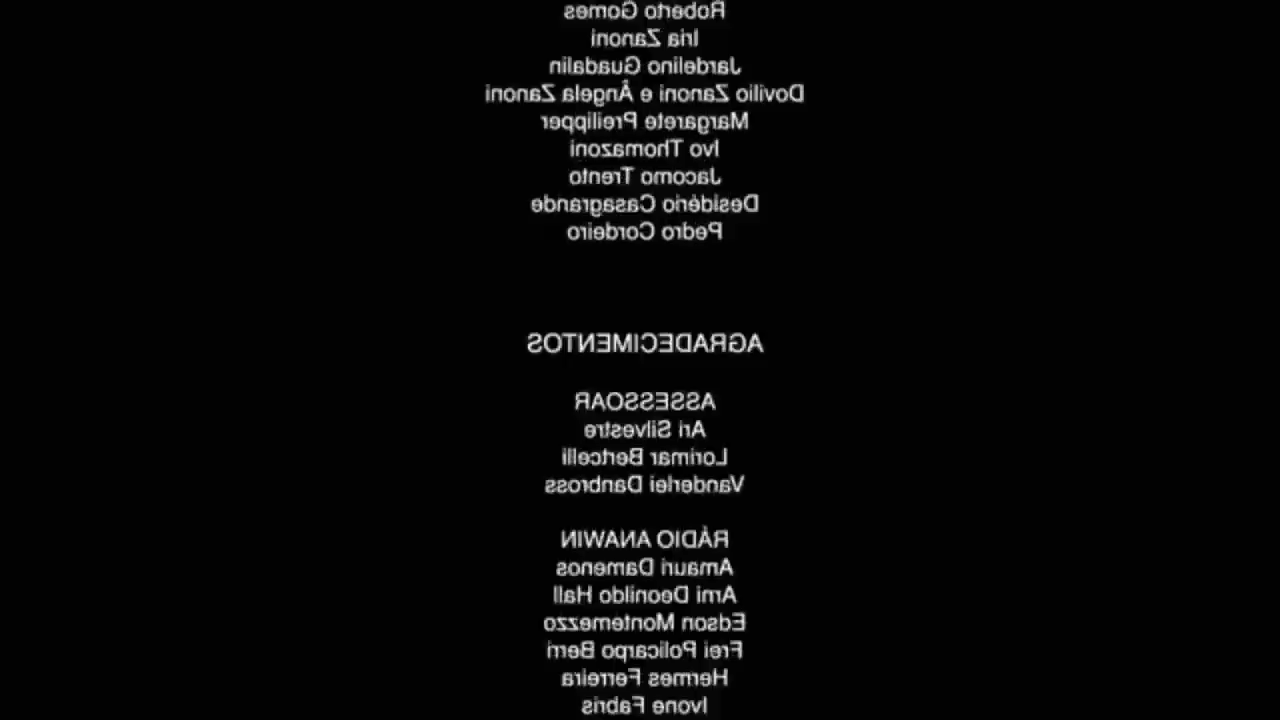 Roberto Gomes
Iria Zanoni
Jardelino Guadalin
Dovilio Zanoni e Ângela Zanoni
Margarete Preilipper
Ivo Thomazoni
Jacomo Trento
Desidério Casagrande
Pedro Cordeiro
AGRADECIMENTOS
ASSESSOAR
Ari Silvestre
Lorimar Bertcelli
Vanderlei Danbross
RÁDIO ANAWIN
Amauri Damenos
Arni Deonildo Hall
Edson Montemezzo
Frei Policarpo Berri
Hermes Ferreira
Ivone Fabris